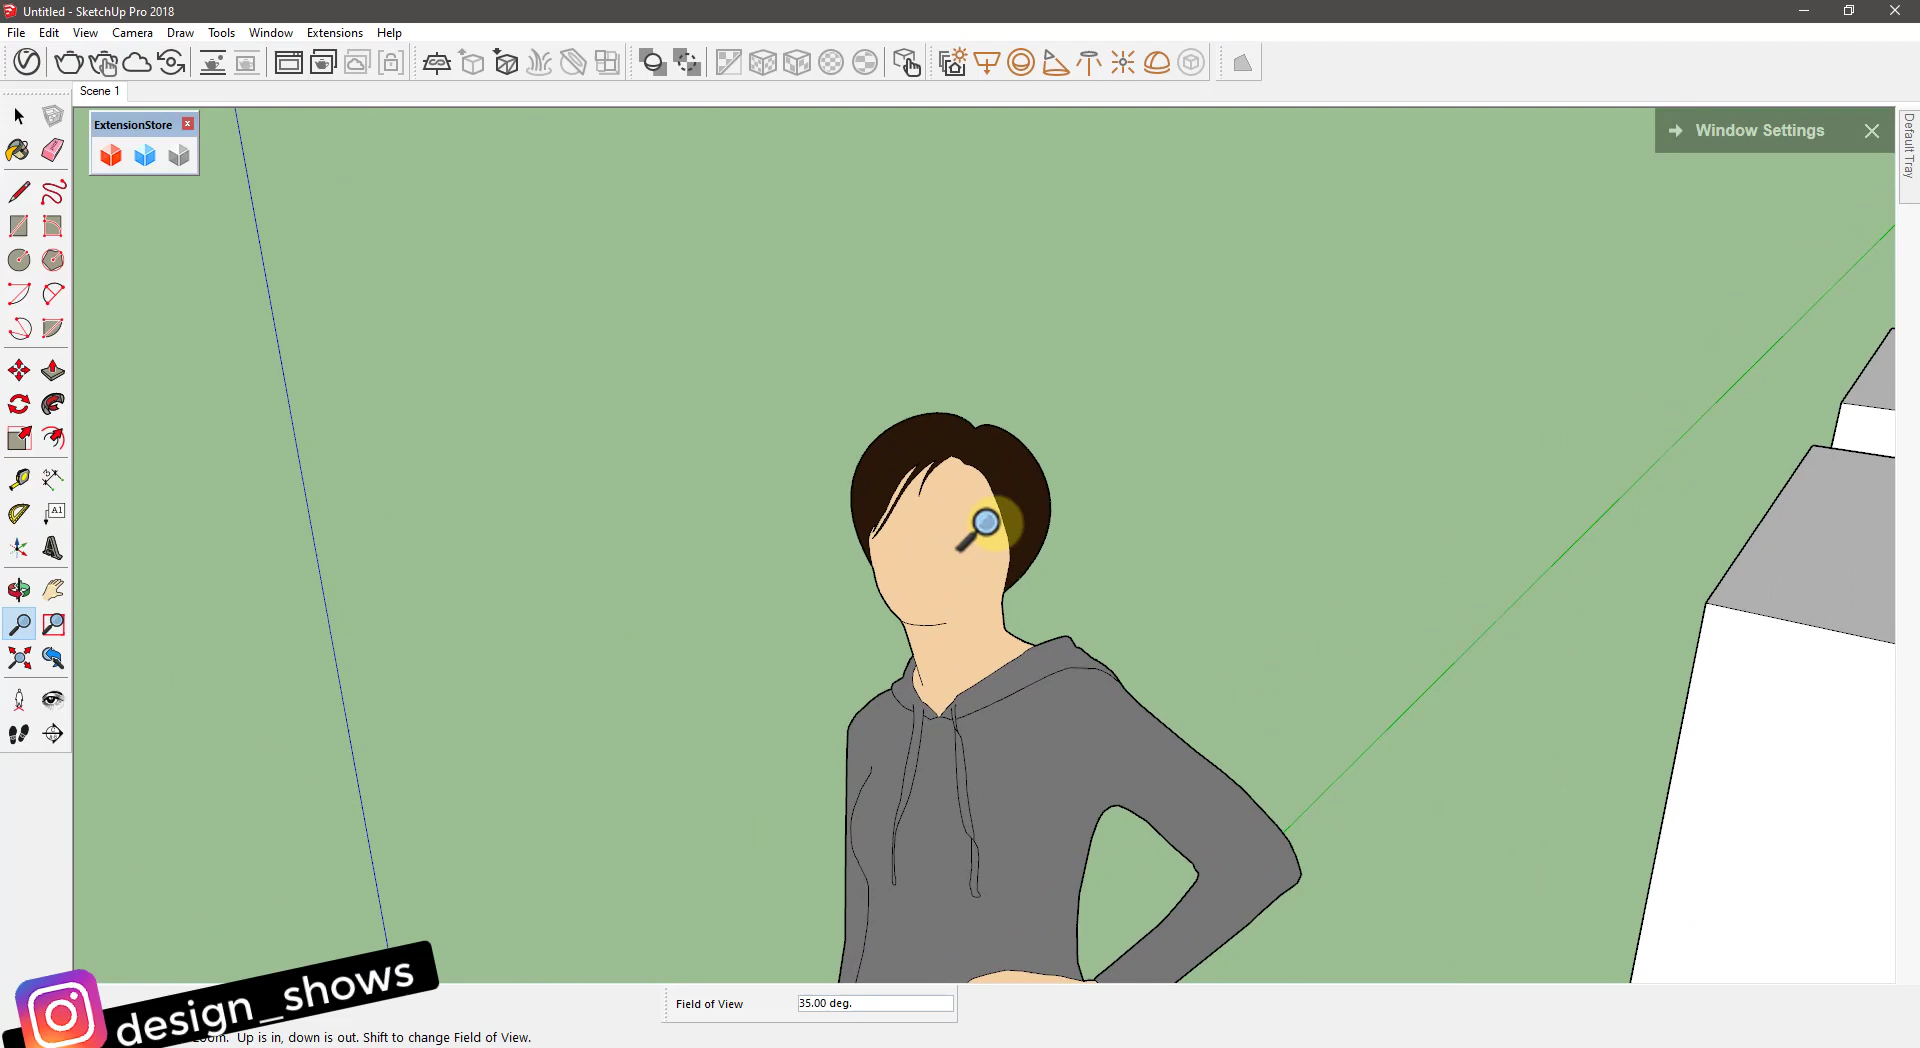 Untitled - SketchUp Pro 2018
File Edit View Camera Draw Tools Window Extensions Help
Scene 1
ExtensionStore
Window Settings
Default Tray
A1
Field of View 35.00 deg.
design_shows
Up is in, down is out. Shift to change Field of View.